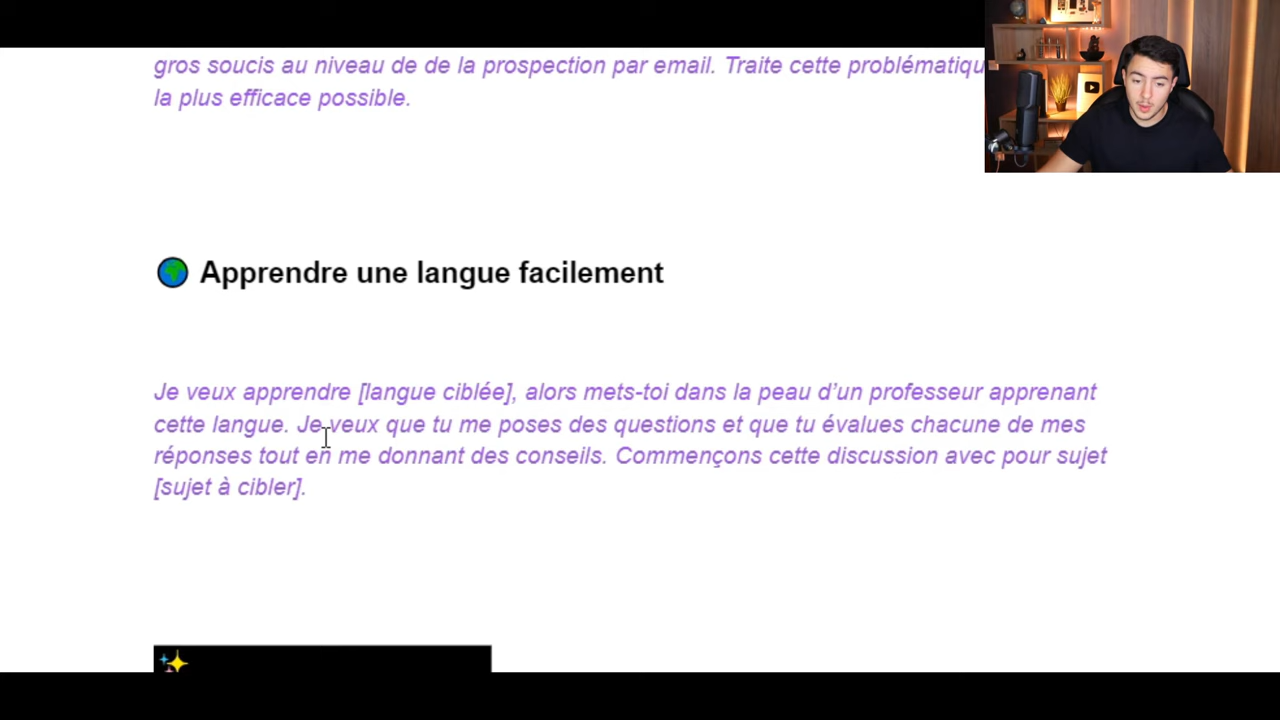 gros soucis au niveau de de la prospection par email. Traite cette problématiqu
la plus efficace possible.
Apprendre une langue facilement
Je veux apprendre [langue ciblée], alors mets-toi dans la peau d’un professeur apprenant
cette langue. Je veux que tu me poses des questions et que tu évalues chacune de mes
réponses tout en me donnant des conseils. Commençons cette discussion avec pour sujet
[sujet à cibler].